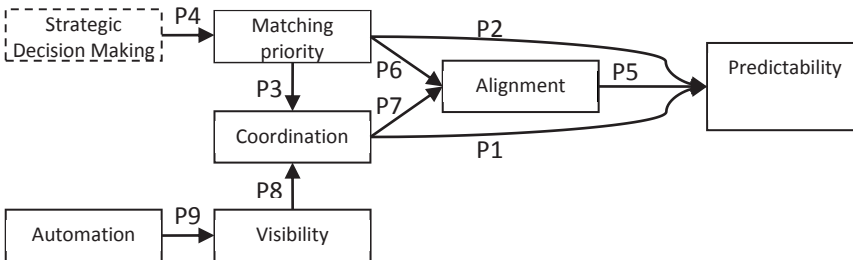 Strategic
Decision Making
P4
Matching
priority
P2
Predictability
P6
Alignment
P5
P3
P7
Coordination
P1
P8
Automation
P9
Visibility